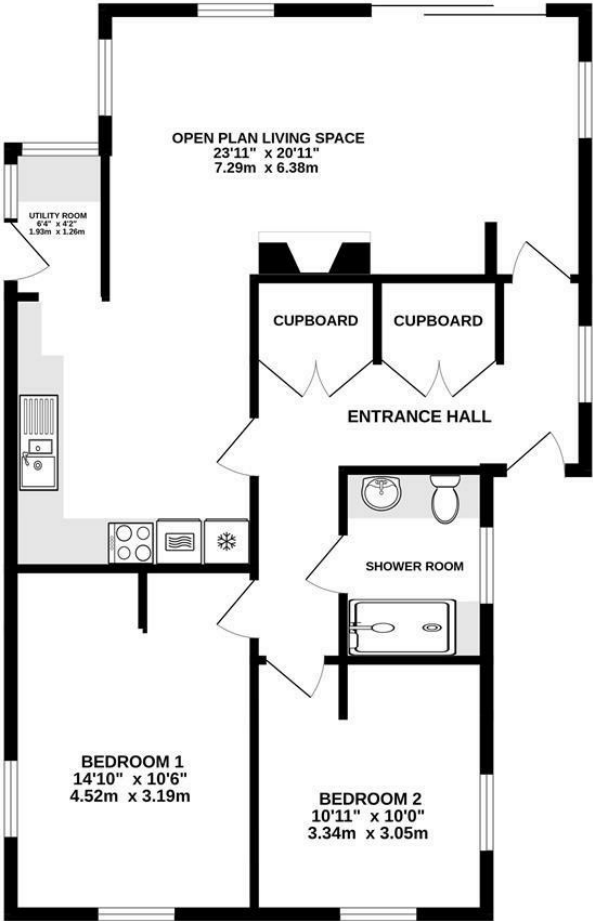 OPEN PLAN LIVING SPACE
23'11" x 20'11"
7.29m x 6.38m
UTILITY ROOM
6'4" x 4'2"
1.93m x 1.26m
CUPBOARD
CUPBOARD
ENTRANCE HALL
SHOWER ROOM
BEDROOM 1
14'10" x 10'6"
4.52m x 3.19m
BEDROOM 2
10'11" x 10'0"
3.34m x 3.05m